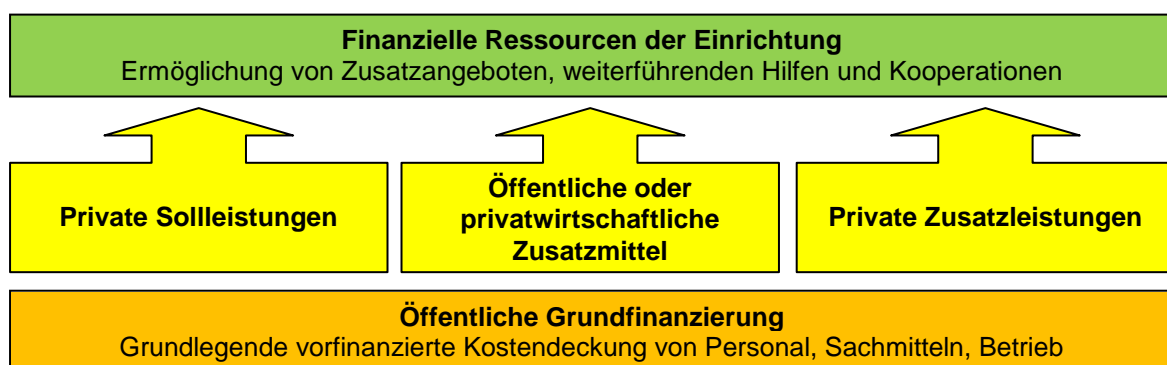 Finanzielle Ressourcen der Einrichtung
Ermöglichung von Zusatzangeboten, weiterführenden Hilfen und Kooperationen
Private Sollleistungen
Öffentliche oder
privatwirtschaftliche
Zusatzmittel
Private Zusatzleistungen
Öffentliche Grundfinanzierung
Grundlegende vorfinanzierte Kostendeckung von Personal, Sachmitteln, Betrieb